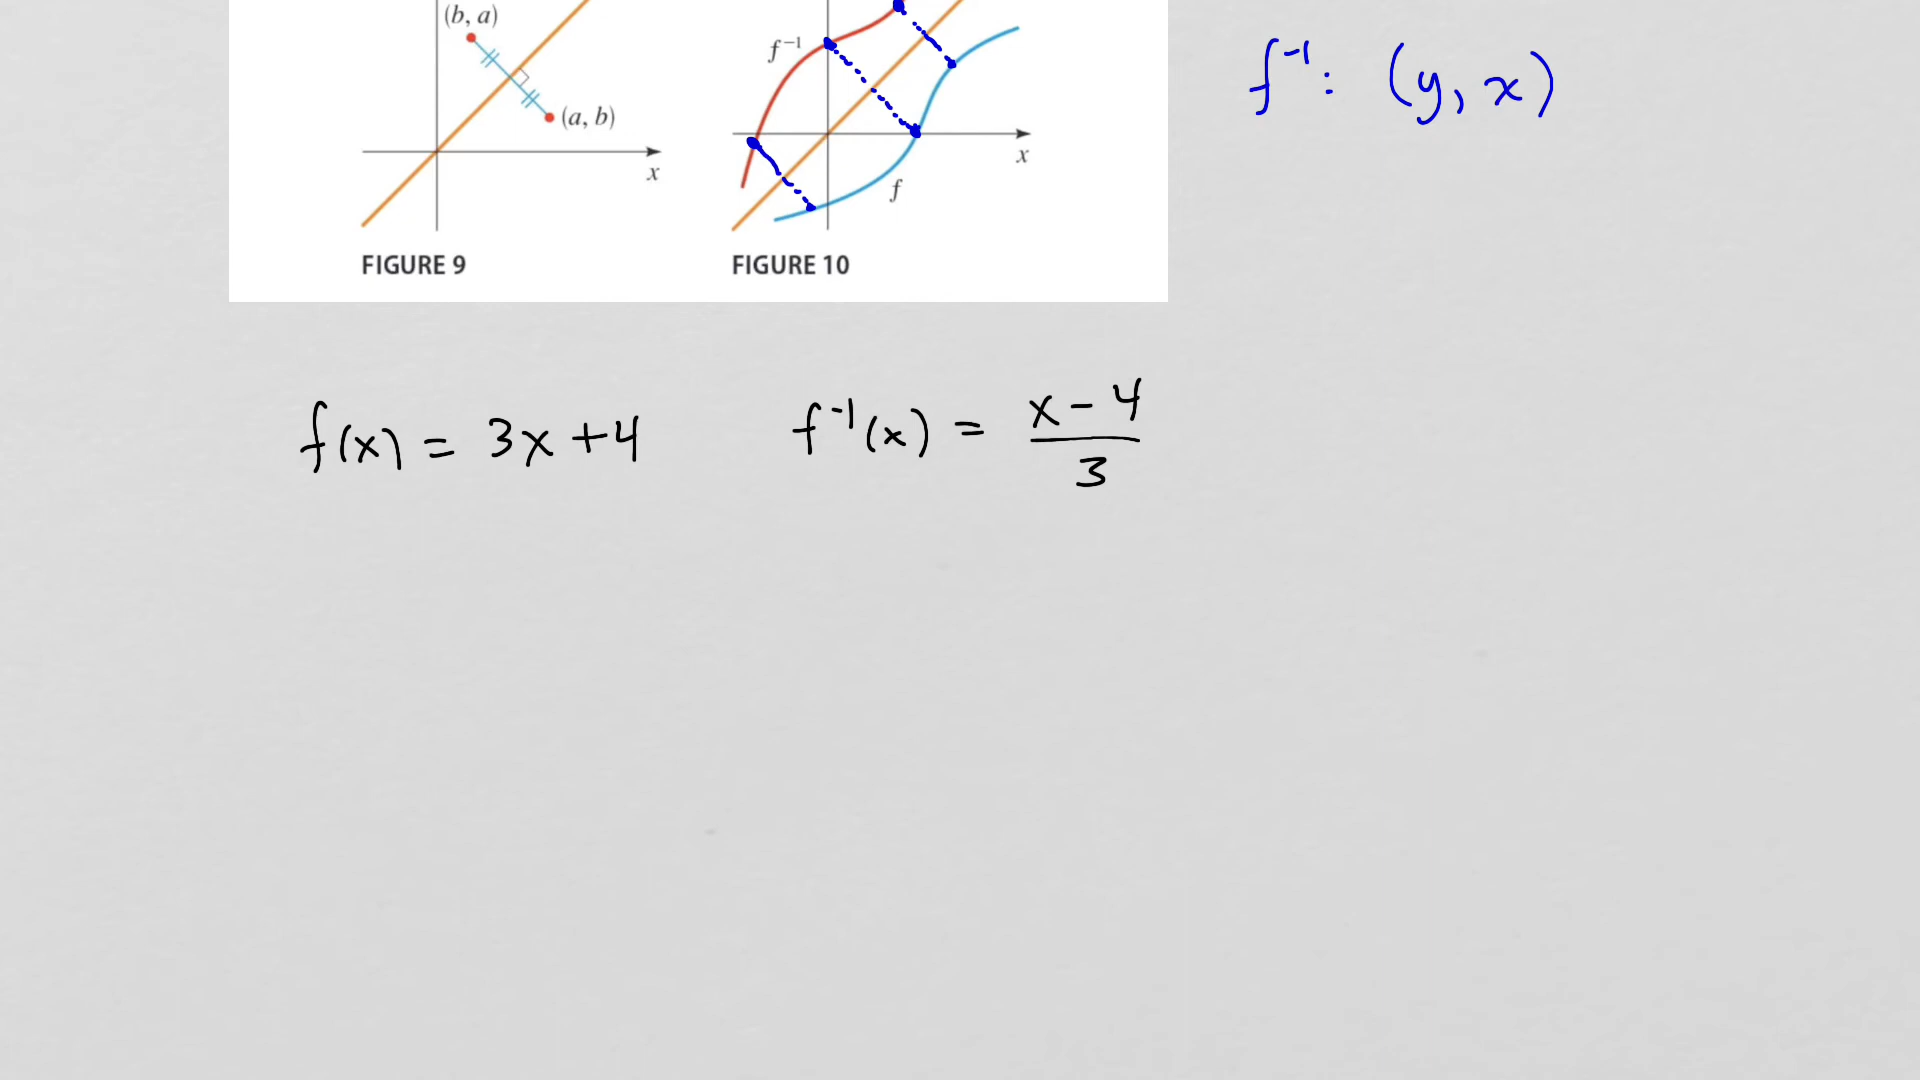 (b, a)
(a, b)
x
f⁻¹
f
x
FIGURE 9
FIGURE 10
f⁻¹: (y, x)
f(x) = 3x + 4
f⁻¹(x) = (x - 4)/3